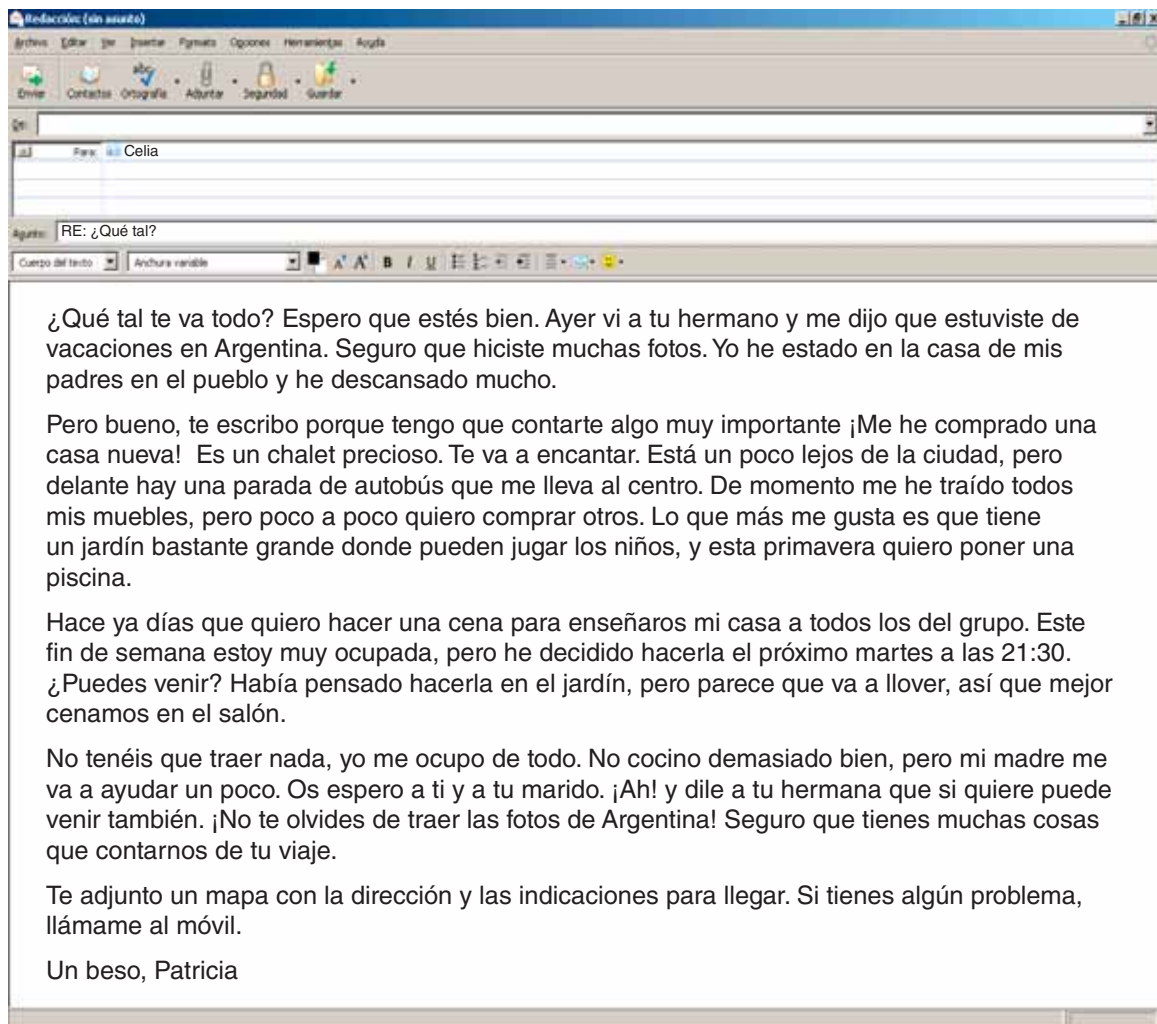 Redacción: (sin asunto)
Archivo Editar Ver Insertar Formato Opciones Herramientas Ayuda
Enviar Contactos Ortografía Adjuntar Seguridad Guardar
De:
Para: Celia
Asunto: RE: ¿Qué tal?
Cuerpo del texto Anchura variable
¿Qué tal te va todo? Espero que estés bien. Ayer vi a tu hermano y me dijo que estuviste de
vacaciones en Argentina. Seguro que hiciste muchas fotos. Yo he estado en la casa de mis
padres en el pueblo y he descansado mucho.
Pero bueno, te escribo porque tengo que contarte algo muy importante ¡Me he comprado una
casa nueva! Es un chalet precioso. Te va a encantar. Está un poco lejos de la ciudad, pero
delante hay una parada de autobús que me lleva al centro. De momento me he traído todos
mis muebles, pero poco a poco quiero comprar otros. Lo que más me gusta es que tiene
un jardín bastante grande donde pueden jugar los niños, y esta primavera quiero poner una
piscina.
Hace ya días que quiero hacer una cena para enseñaros mi casa a todos los del grupo. Este
fin de semana estoy muy ocupada, pero he decidido hacerla el próximo martes a las 21:30.
¿Puedes venir? Había pensado hacerla en el jardín, pero parece que va a llover, así que mejor
cenamos en el salón.
No tenéis que traer nada, yo me ocupo de todo. No cocino demasiado bien, pero mi madre me
va a ayudar un poco. Os espero a ti y a tu marido. ¡Ah! y dile a tu hermana que si quiere puede
venir también. ¡No te olvides de traer las fotos de Argentina! Seguro que tienes muchas cosas
que contarnos de tu viaje.
Te adjunto un mapa con la dirección y las indicaciones para llegar. Si tienes algún problema,
llámame al móvil.
Un beso, Patricia